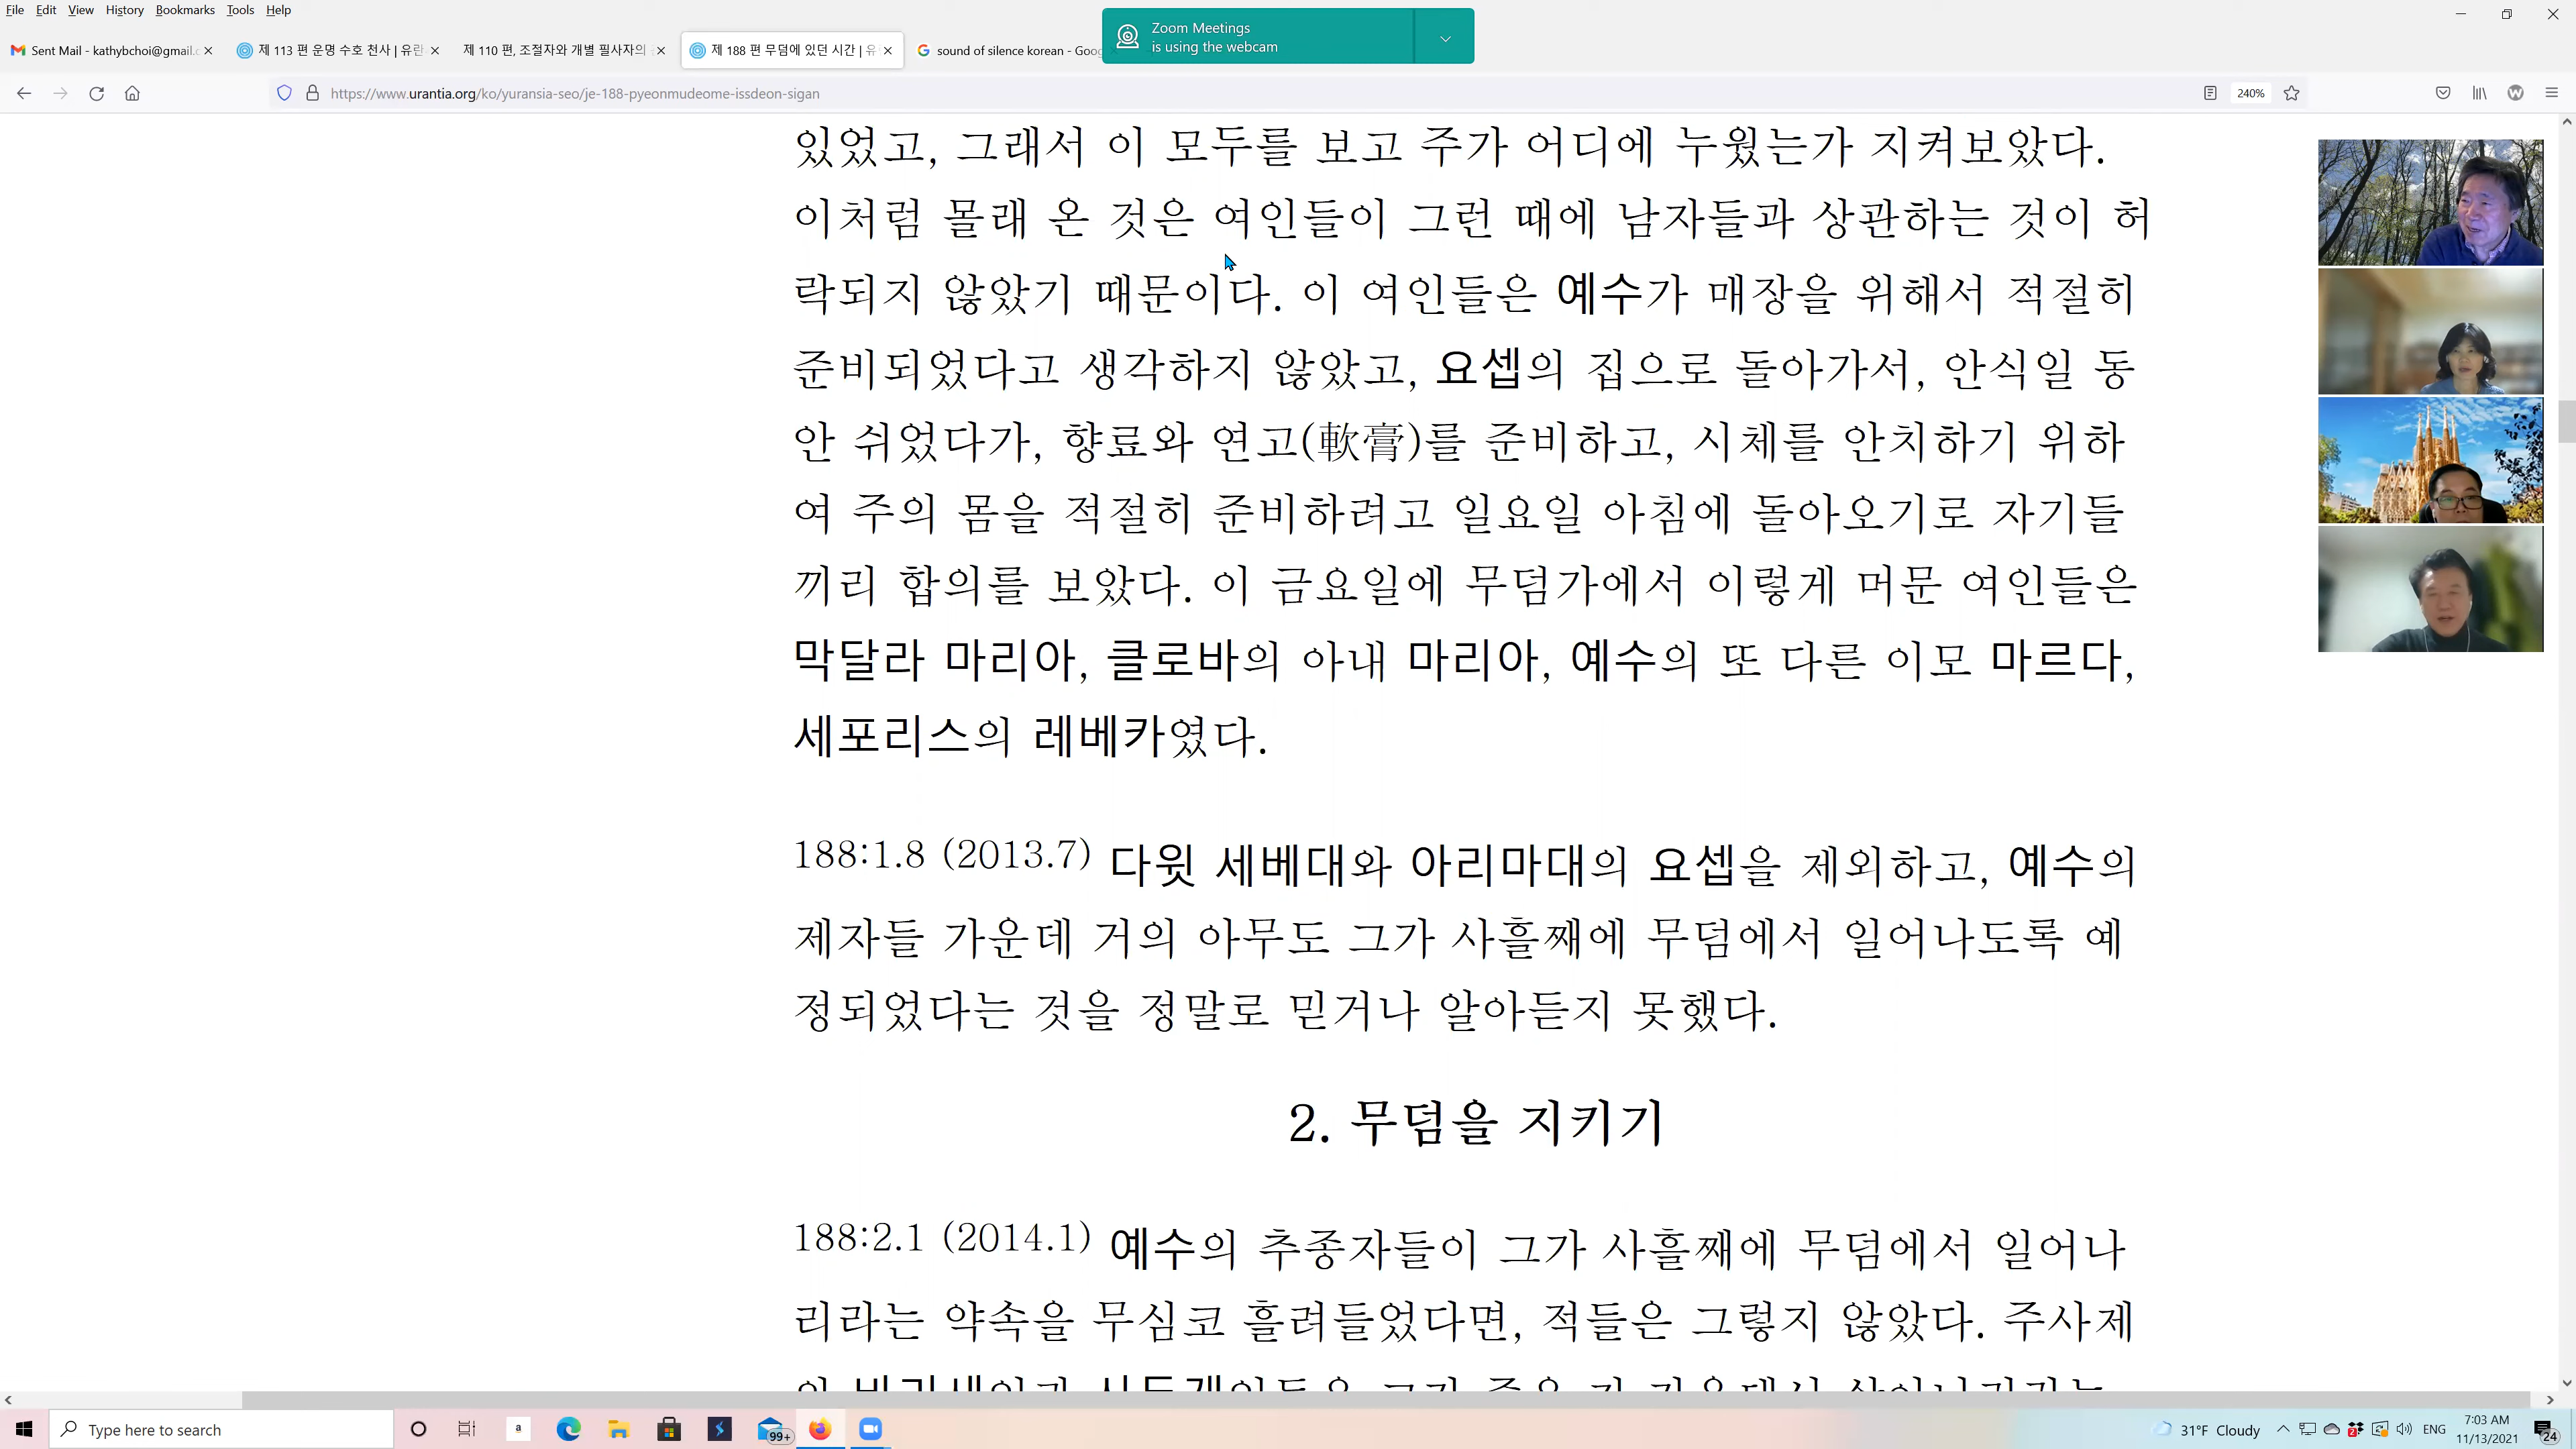 File Edit View History Bookmarks Tools Help
Zoom Meetings
is using the webcam
Sent Mail - kathybchoi@gmail.c
제 113 편 운명 수호 천사 | 유란
제 110 편, 조절자와 개별 필사자의
제 188 편 무덤에 있던 시간 | 유
sound of silence korean - Goog
https://www.urantia.org/ko/yuransia-seo/je-188-pyeonmudeome-issdeon-sigan
240%
있었고, 그래서 이 모두를 보고 주가 어디에 누웠는가 지켜보았다.
이처럼 몰래 온 것은 여인들이 그런 때에 남자들과 상관하는 것이 허
락되지 않았기 때문이다. 이 여인들은 예수가 매장을 위해서 적절히
준비되었다고 생각하지 않았고, 요셉의 집으로 돌아가서, 안식일 동
안 쉬었다가, 향료와 연고(軟膏)를 준비하고, 시체를 안치하기 위하
여 주의 몸을 적절히 준비하려고 일요일 아침에 돌아오기로 자기들
끼리 합의를 보았다. 이 금요일에 무덤가에서 이렇게 머문 여인들은
막달라 마리아, 클로바의 아내 마리아, 예수의 또 다른 이모 마르다,
세포리스의 레베카였다.
188:1.8 (2013.7) 다윗 세베대와 아리마대의 요셉을 제외하고, 예수의
제자들 가운데 거의 아무도 그가 사흘째에 무덤에서 일어나도록 예
정되었다는 것을 정말로 믿거나 알아듣지 못했다.
2. 무덤을 지키기
188:2.1 (2014.1) 예수의 추종자들이 그가 사흘째에 무덤에서 일어나
리라는 약속을 무심코 흘려들었다면, 적들은 그렇지 않았다. 주사제
Type here to search
99+
31°F Cloudy
ENG
7:03 AM
11/13/2021
24